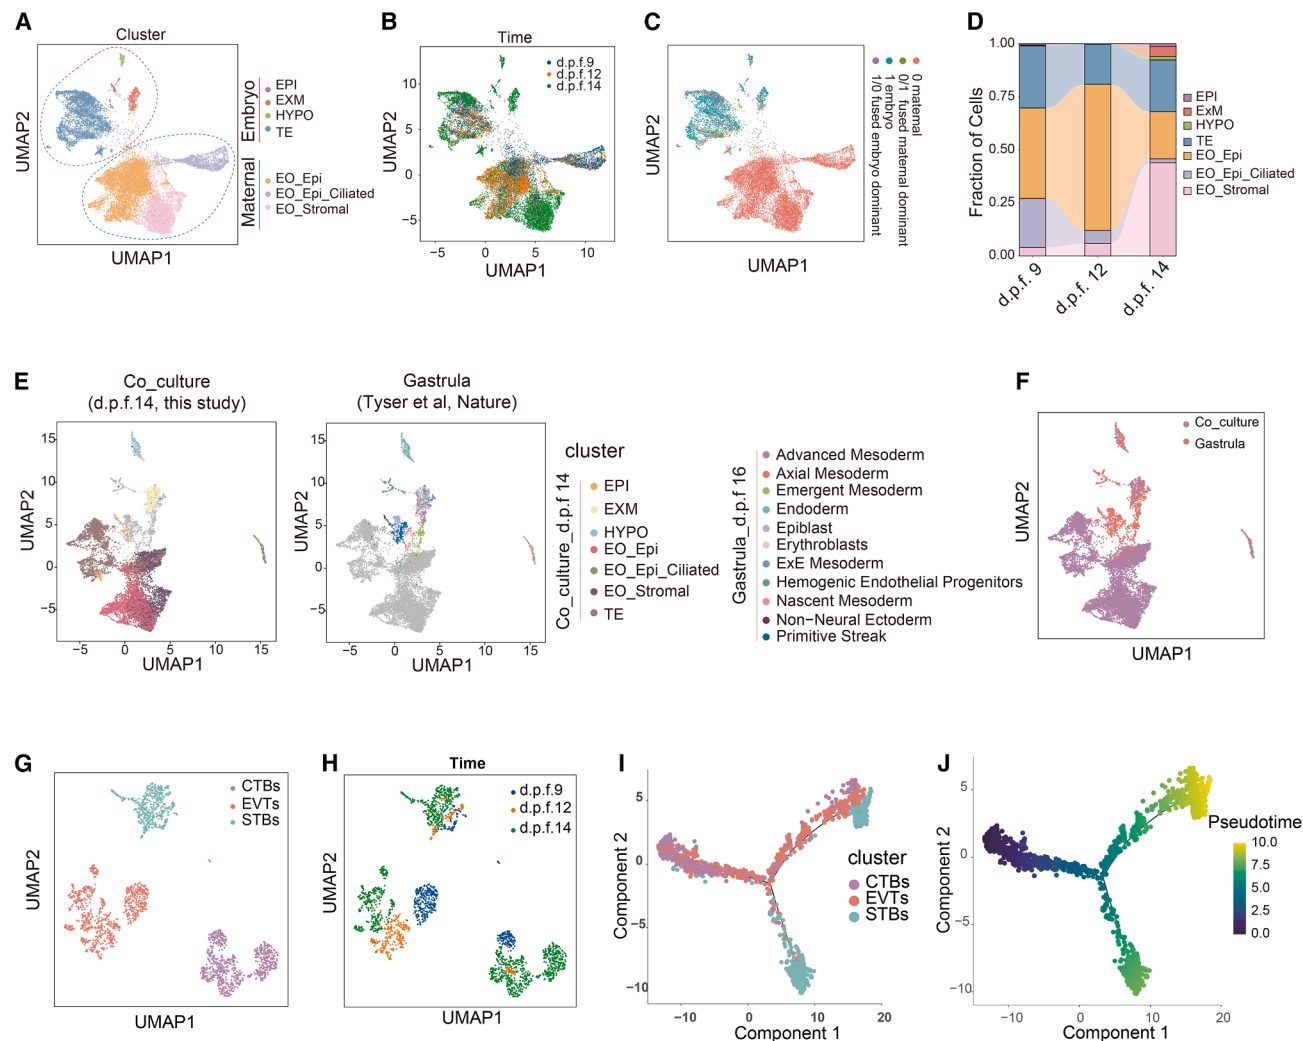 A
Cluster
UMAP2
UMAP1
Embryo
EPI
EXM
HYPO
TE
Maternal
EO_Epi
EO_Epi_Ciliated
EO_Stromal
B
Time
d.p.f.9
d.p.f.12
d.p.f.14
UMAP2
10
5
0
−5
−5
0
5
10
UMAP1
C
UMAP2
UMAP1
0 maternal
0/1 fused maternal dominant
1 embryo
1/0 fused embryo dominant
D
Fraction of Cells
1.00
0.75
0.50
0.25
0.00
d.p.f. 9
d.p.f. 12
d.p.f. 14
EPI
ExM
HYPO
TE
EO_Epi
EO_Epi_Ciliated
EO_Stromal
E
Co_culture
(d.p.f.14, this study)
UMAP2
15
10
5
0
−5
−5
0
5
10
15
UMAP1
Gastrula
(Tyser et al, Nature)
UMAP2
15
10
5
0
−5
−5
0
5
10
15
UMAP1
cluster
Co_culture_d.p.f 14
EPI
EXM
HYPO
EO_Epi
EO_Epi_Ciliated
EO_Stromal
TE
Gastrula_d.p.f 16
Advanced Mesoderm
Axial Mesoderm
Emergent Mesoderm
Endoderm
Epiblast
Erythroblasts
ExE Mesoderm
Hemogenic Endothelial Progenitors
Nascent Mesoderm
Non−Neural Ectoderm
Primitive Streak
F
Co_culture
Gastrula
UMAP2
UMAP1
G
CTBs
EVTs
STBs
UMAP2
UMAP1
H
Time
d.p.f.9
d.p.f.12
d.p.f.14
UMAP2
UMAP1
I
Component 2
5
0
−5
−10
−10
0
10
20
Component 1
cluster
CTBs
EVTs
STBs
J
Component 2
5
0
−5
−10
−10
0
10
20
Component 1
Pseudotime
10.0
7.5
5.0
2.5
0.0